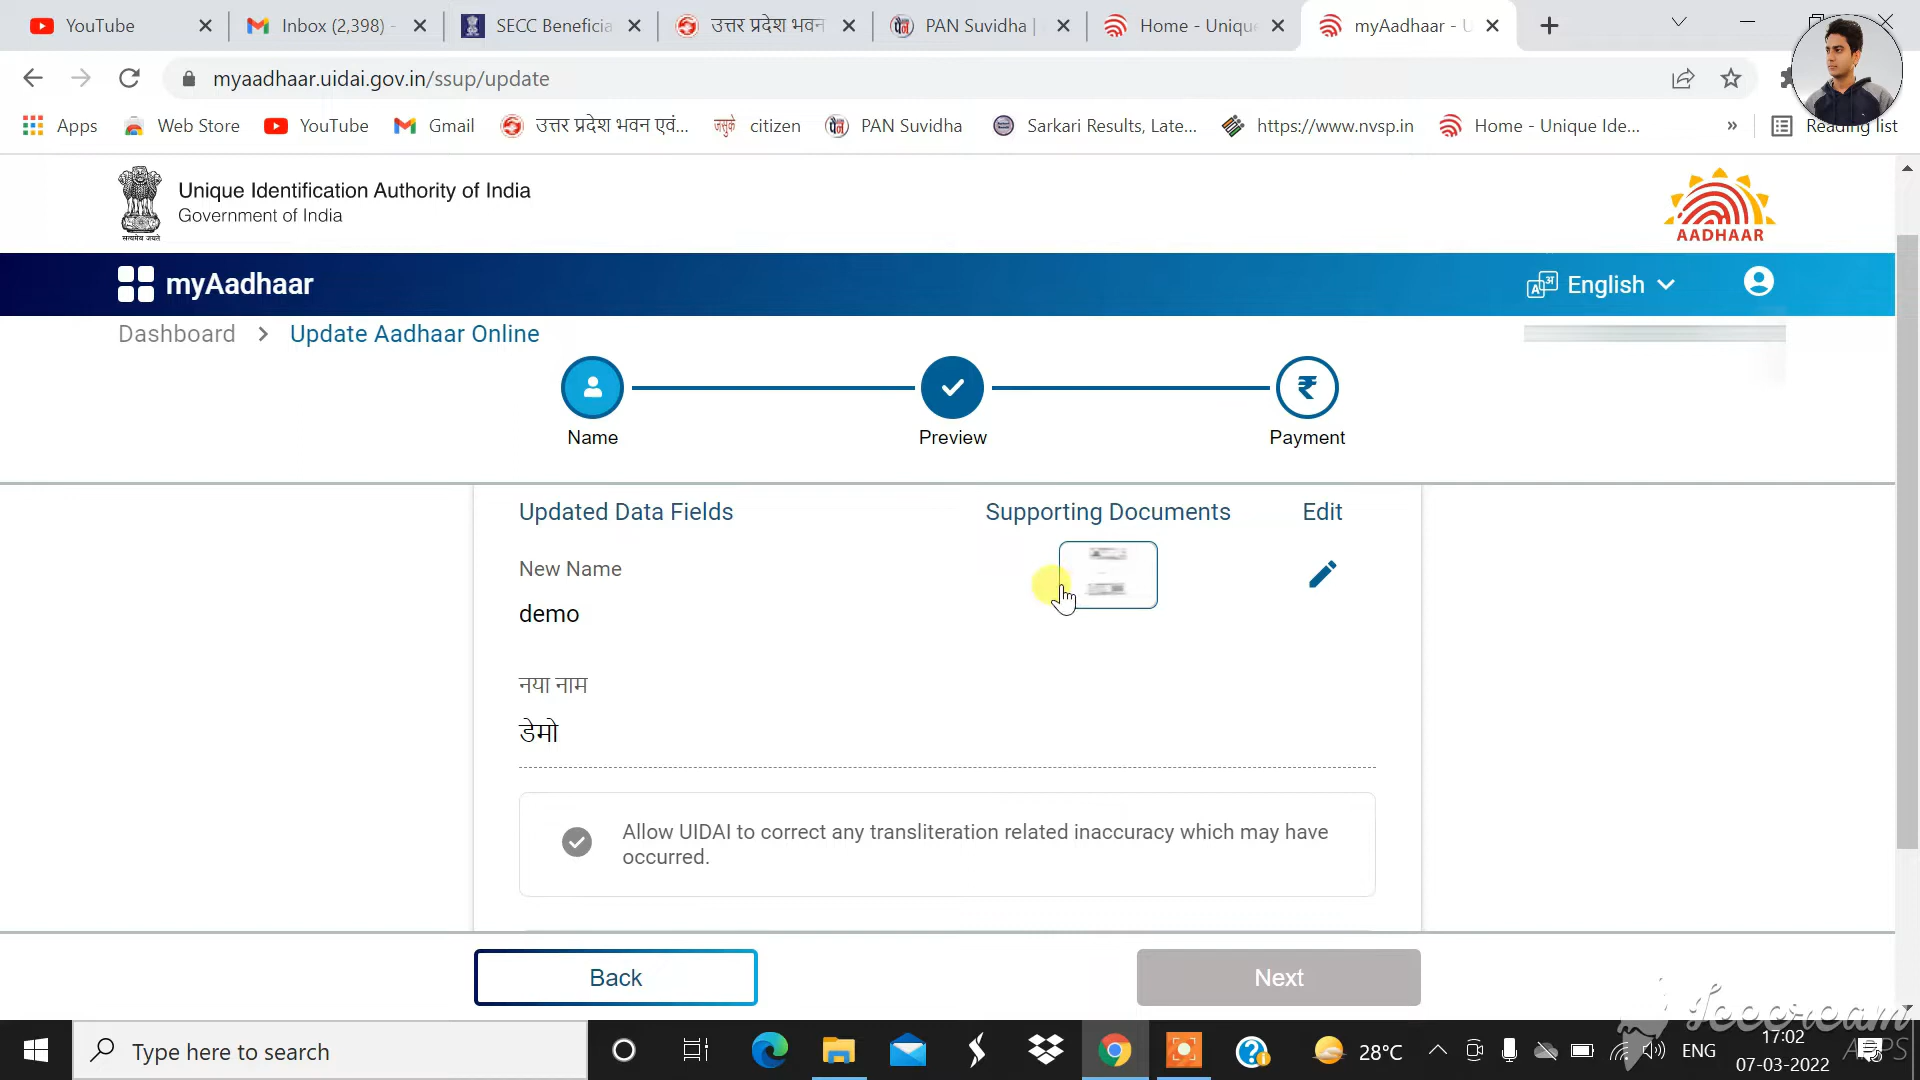 YouTube
Inbox (2,398) -
SECC Beneficia
उत्तर प्रदेश भवन
PAN Suvidha |
Home - Unique
myAadhaar - U
myaadhaar.uidai.gov.in/ssup/update
Apps
Web Store
YouTube
Gmail
उत्तर प्रदेश भवन एवं...
citizen
PAN Suvidha
Sarkari Results, Late...
https://www.nvsp.in
Home - Unique Ide...
»
Reading list
Unique Identification Authority of India
Government of India
सत्यमेव जयते
AADHAAR
myAadhaar
English
Dashboard > Update Aadhaar Online
Name
Preview
Payment
Updated Data Fields
Supporting Documents
Edit
New Name
demo
नया नाम
डेमो
Allow UIDAI to correct any transliteration related inaccuracy which may have
occurred.
Back
Next
Icecream
APPS
Type here to search
28°C
ENG
17:02
07-03-2022